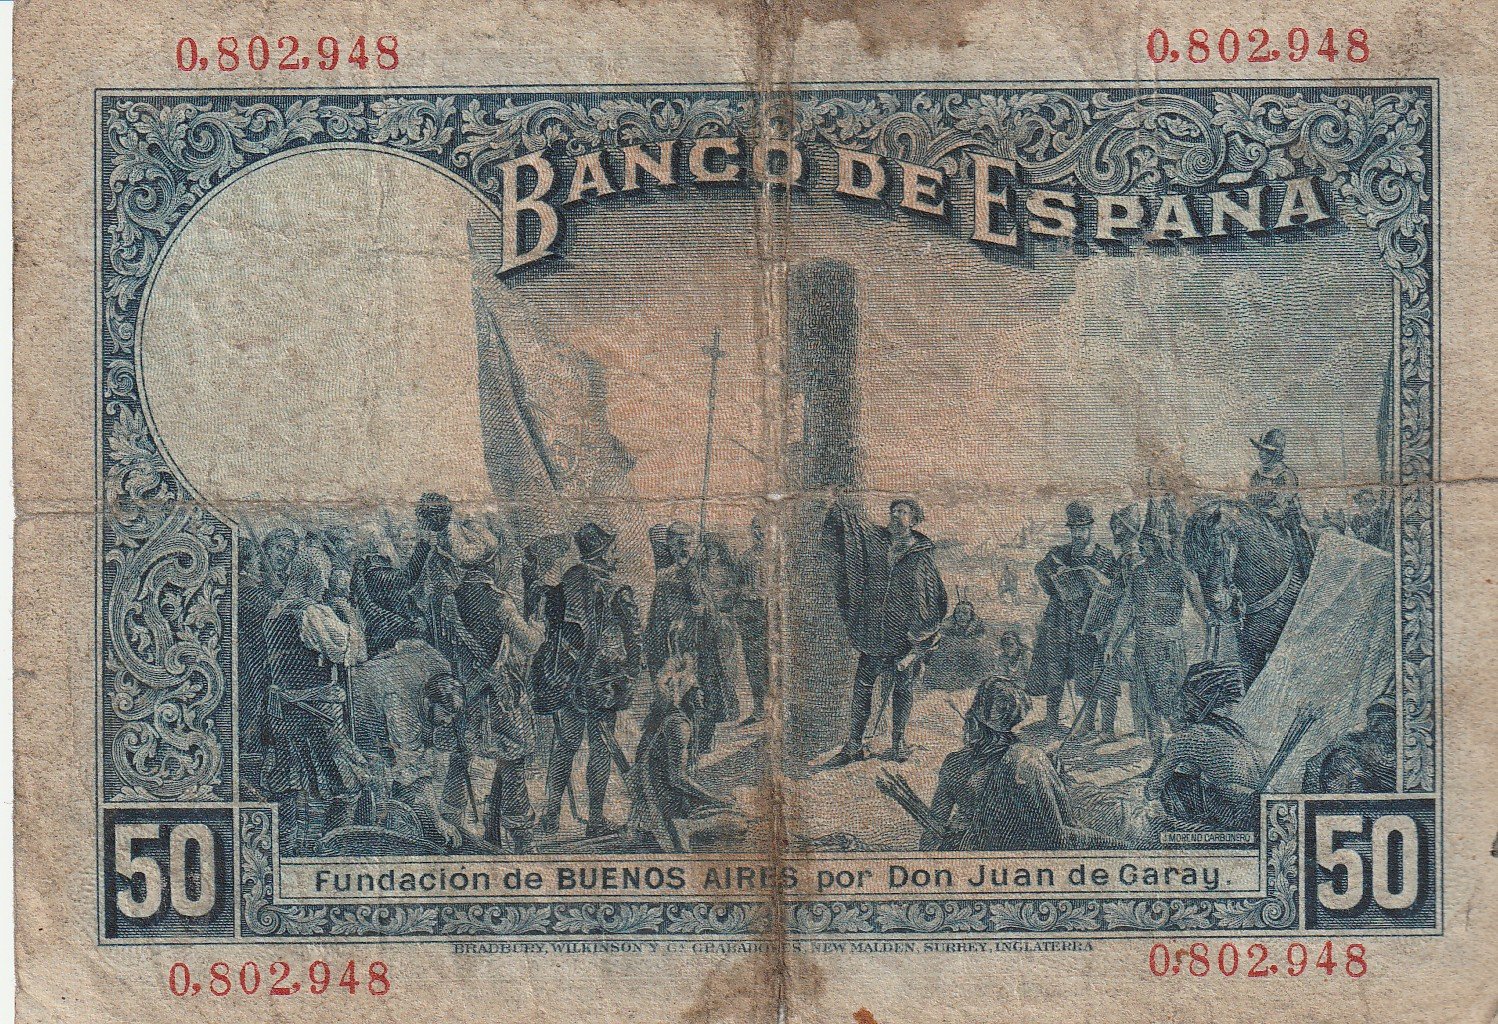 0,802,948 0,802,948
BANCO DE ESPAÑA
J. MORENO CARBONERO
50 50
Fundación de BUENOS AIRES por Don Juan de Garay.
BRADBURY, WILKINSON Y Cª GRABADORES, NEW MALDEN, SURREY, INGLATERRA
0,802,948 0,802,948